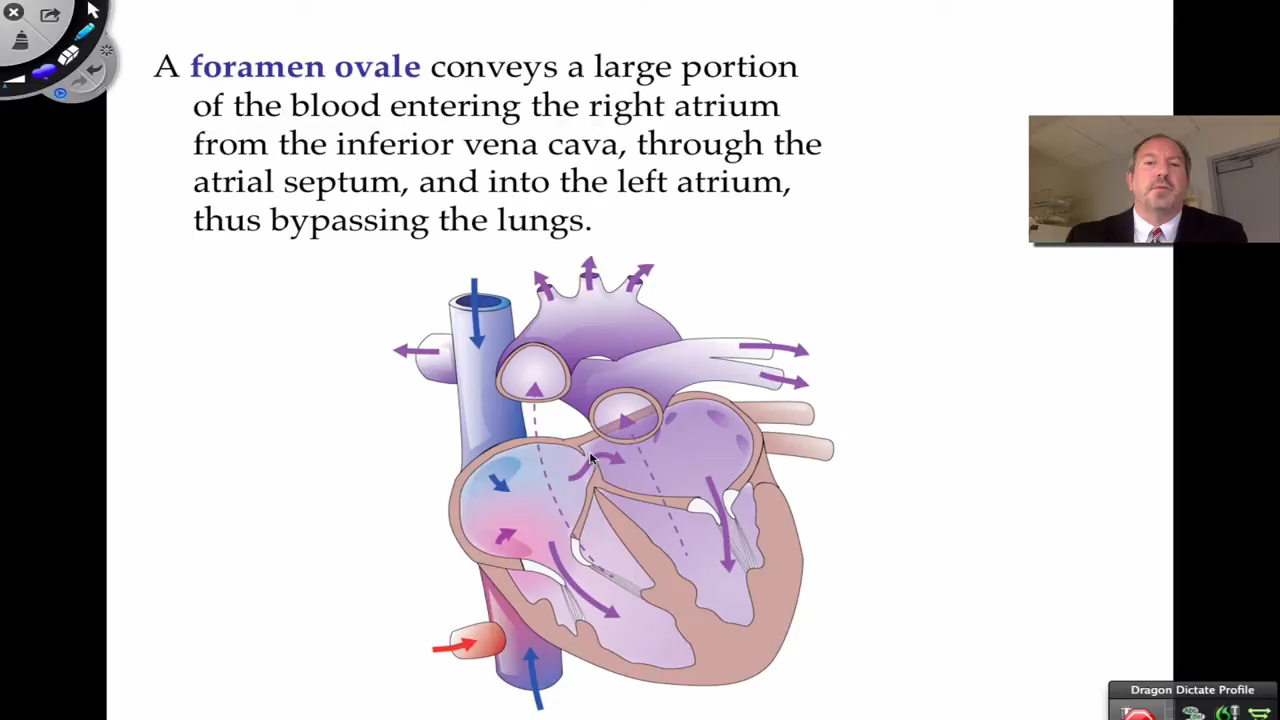 A foramen ovale conveys a large portion
of the blood entering the right atrium
from the inferior vena cava, through the
atrial septum, and into the left atrium,
thus bypassing the lungs.
Dragon Dictate Profile